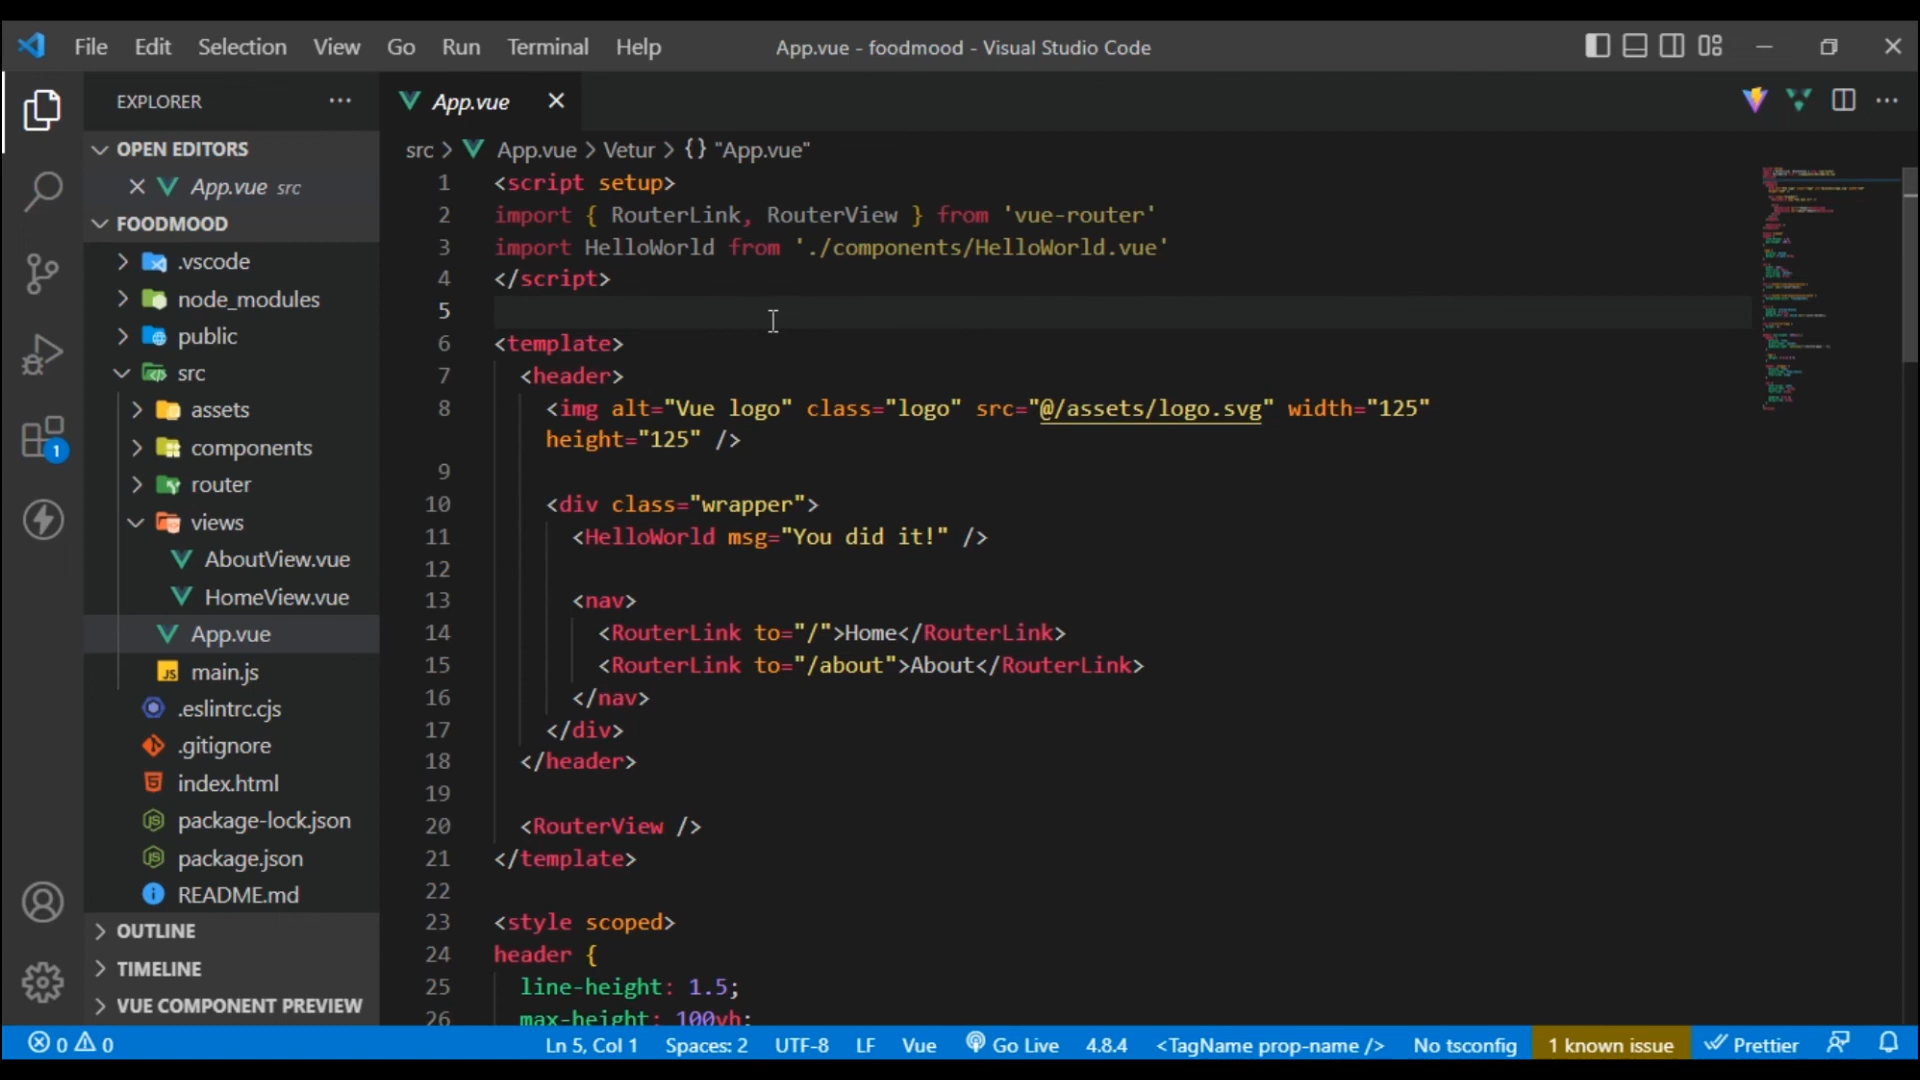 File Edit Selection View Go Run Terminal Help App.vue - foodmood - Visual Studio Code
EXPLORER
OPEN EDITORS
App.vue src
FOODMOOD
.vscode
node_modules
public
src
assets
components
router
views
AboutView.vue
HomeView.vue
App.vue
main.js
.eslintrc.cjs
.gitignore
index.html
package-lock.json
package.json
README.md
OUTLINE
TIMELINE
VUE COMPONENT PREVIEW
1
App.vue
src > App.vue > Vetur > {} "App.vue"
1 <script setup>
2 import { RouterLink, RouterView } from 'vue-router'
3 import HelloWorld from './components/HelloWorld.vue'
4 </script>
5
6 <template>
7 <header>
8 <img alt="Vue logo" class="logo" src="@/assets/logo.svg" width="125"
height="125" />
9
10 <div class="wrapper">
11 <HelloWorld msg="You did it!" />
12
13 <nav>
14 <RouterLink to="/">Home</RouterLink>
15 <RouterLink to="/about">About</RouterLink>
16 </nav>
17 </div>
18 </header>
19
20 <RouterView />
21 </template>
22
23 <style scoped>
24 header {
25 line-height: 1.5;
26 max-height: 100vh;
0 0 Ln 5, Col 1 Spaces: 2 UTF-8 LF Vue Go Live 4.8.4 <TagName prop-name /> No tsconfig 1 known issue Prettier